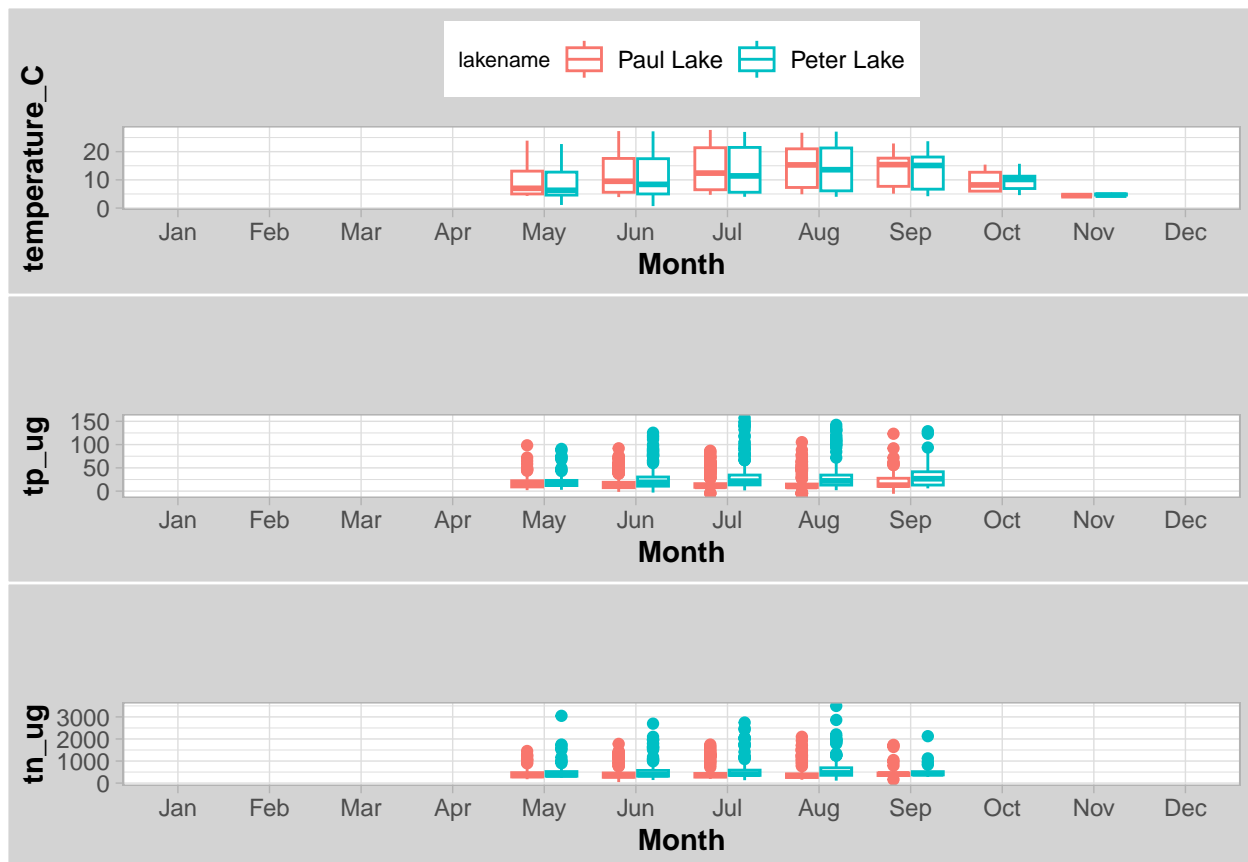 lakename Paul Lake Peter Lake
temperature_C
20
10
0
Jan Feb Mar Apr May Jun Jul Aug Sep Oct Nov Dec
Month
tp_ug
150
100
50
0
Jan Feb Mar Apr May Jun Jul Aug Sep Oct Nov Dec
Month
tn_ug
3000
2000
1000
0
Jan Feb Mar Apr May Jun Jul Aug Sep Oct Nov Dec
Month